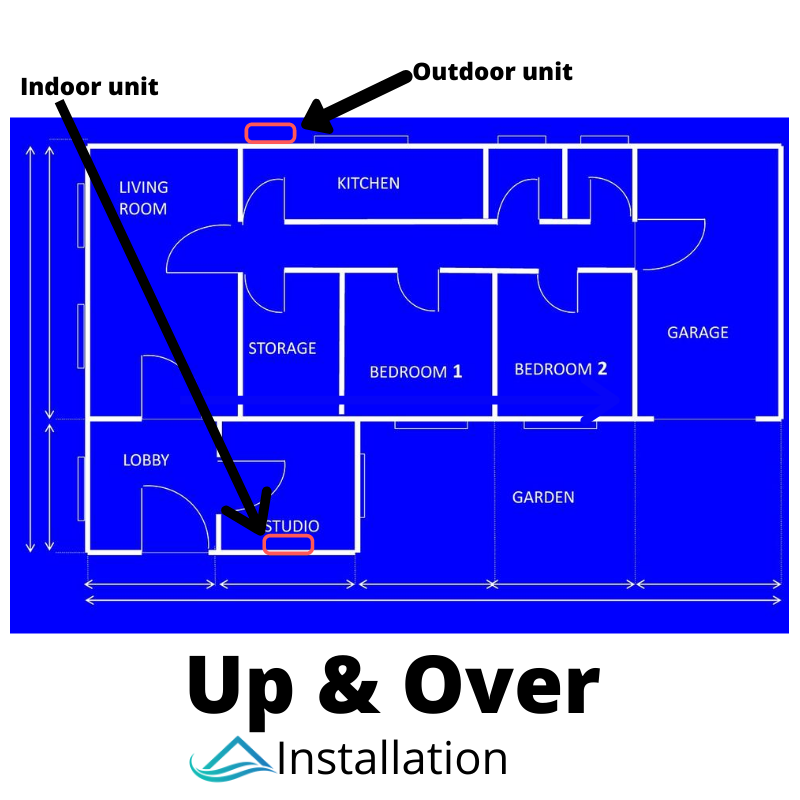 Outdoor unit
Indoor unit
LIVING
ROOM
KITCHEN
STORAGE
BEDROOM 1
BEDROOM 2
GARAGE
LOBBY
STUDIO
GARDEN
Up & Over
Installation